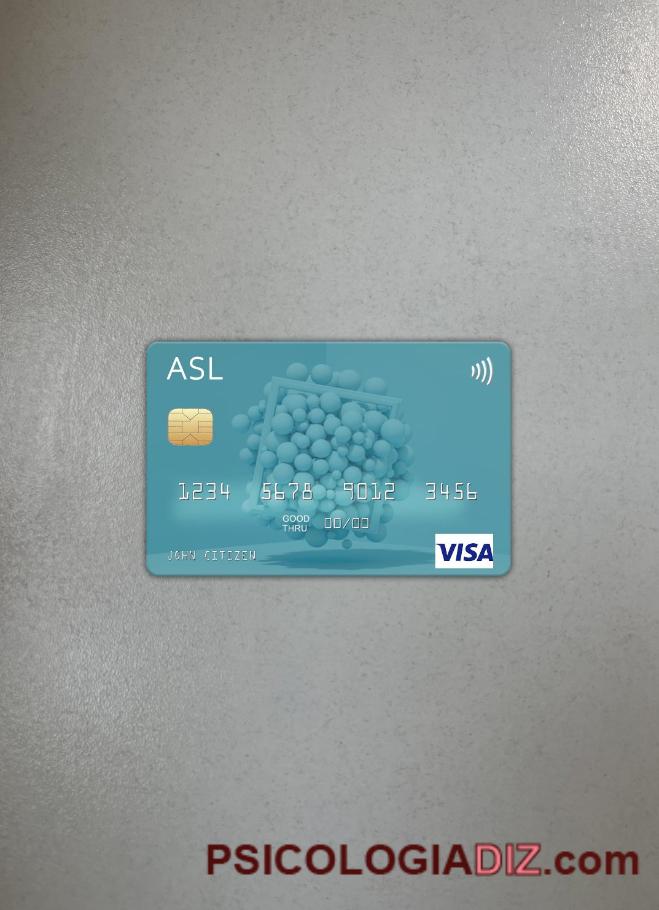 ASL
1234 5678 9012 3456
GOOD
THRU 00/00
JOHN CITIZEN
VISA
PSICOLOGIADIZ.com